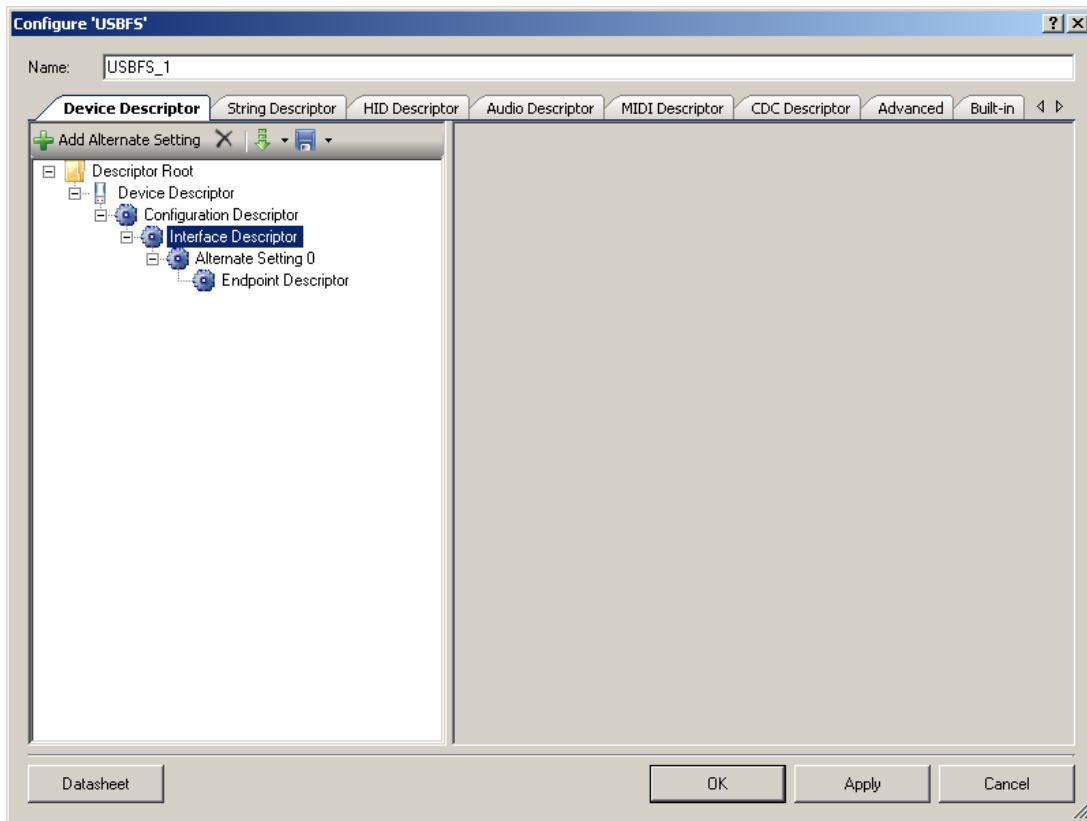 Configure 'USBFS'
Name: USBFS_1
Device Descriptor String Descriptor HID Descriptor Audio Descriptor MIDI Descriptor CDC Descriptor Advanced Built-in
Add Alternate Setting
Descriptor Root
Device Descriptor
Configuration Descriptor
Interface Descriptor
Alternate Setting 0
Endpoint Descriptor
Datasheet OK Apply Cancel